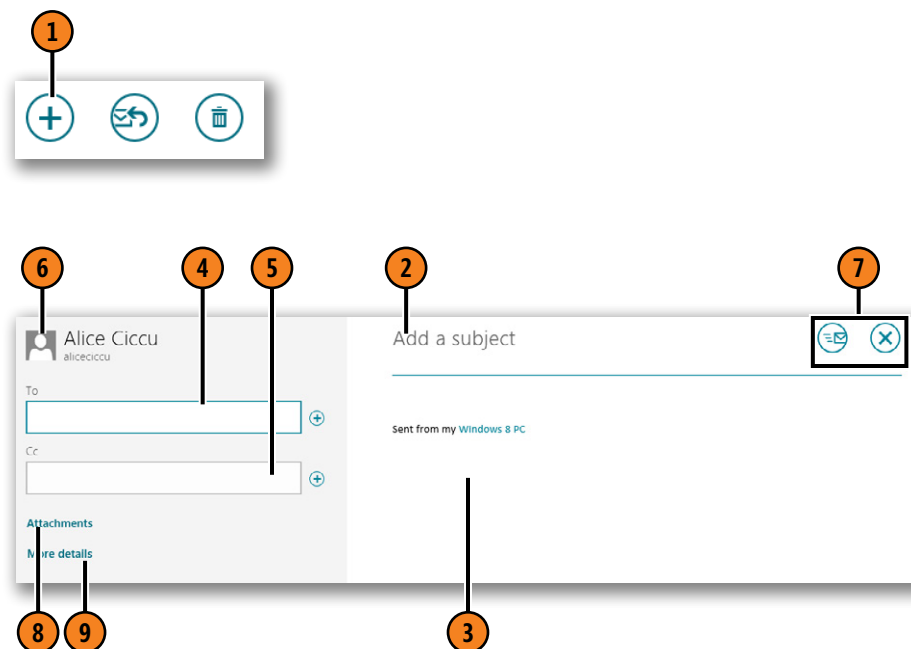 1
6
4
5
2
7
Alice Ciccu
aliceciccu
To
Cc
Attachments
More details
Add a subject
Sent from my Windows 8 PC
8
9
3